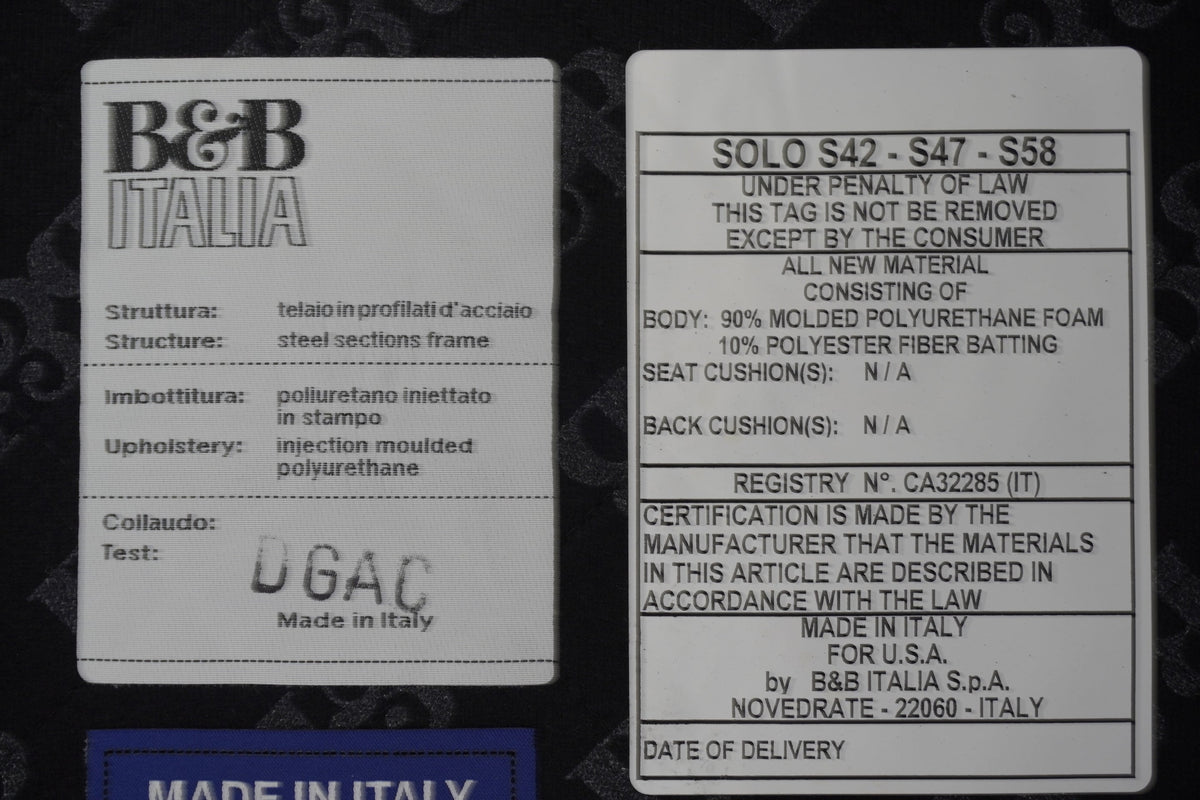 B&B
ITALIA
Struttura: telaio in profilati d'acciaio
Structure: steel sections frame
Imbottitura: poliuretano iniettato
in stampo
Upholstery: injection moulded
polyurethane
Collaudo:
Test:
DGAC
Made in Italy
MADE IN ITALY
SOLO S42 - S47 - S58
UNDER PENALTY OF LAW
THIS TAG IS NOT BE REMOVED
EXCEPT BY THE CONSUMER
ALL NEW MATERIAL
CONSISTING OF
BODY: 90% MOLDED POLYURETHANE FOAM
10% POLYESTER FIBER BATTING
SEAT CUSHION(S): N / A
BACK CUSHION(S): N / A
REGISTRY N°. CA32285 (IT)
CERTIFICATION IS MADE BY THE
MANUFACTURER THAT THE MATERIALS
IN THIS ARTICLE ARE DESCRIBED IN
ACCORDANCE WITH THE LAW
MADE IN ITALY
FOR U.S.A.
by B&B ITALIA S.p.A.
NOVEDRATE - 22060 - ITALY
DATE OF DELIVERY